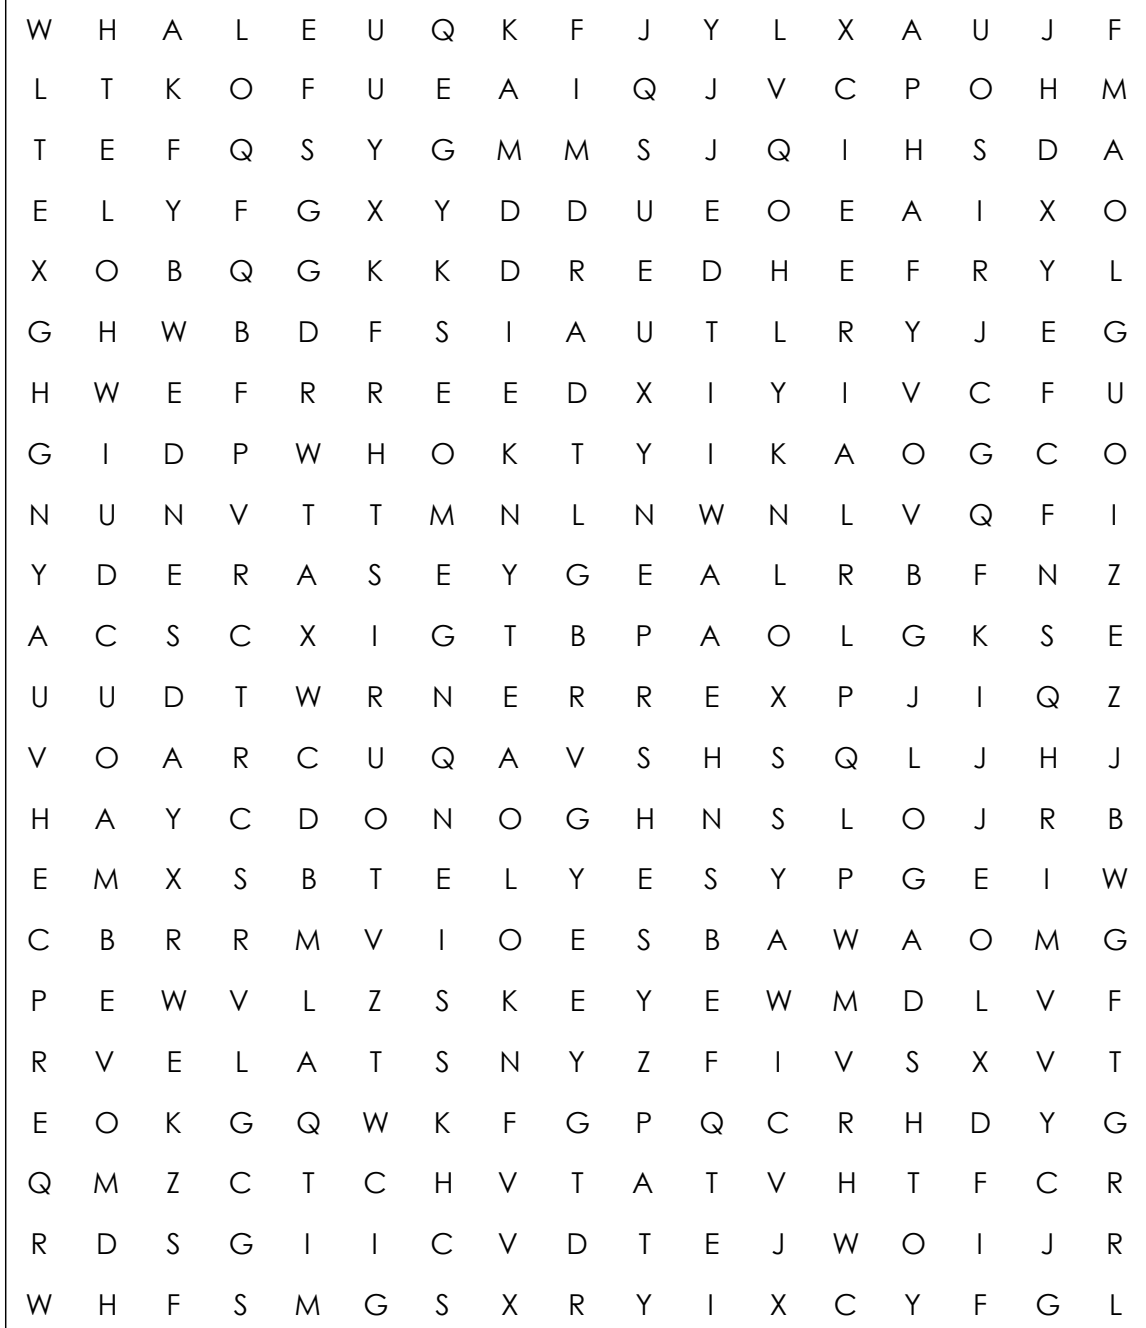 W H A L E U Q K F J Y L X A U J F
L T K O F U E A I Q J V C P O H M
T E F Q S Y G M M S J Q I H S D A
E L Y F G X Y D D U E O E A I X O
X O B Q G K K D R E D H E F R Y L
G H W B D F S I A U T L R Y J E G
H W E F R R E E D X I Y I V C F U
G I D P W H O K T Y I K A O G C O
N U N V T T M N L N W N L V Q F I
Y D E R A S E Y G E A L R B F N Z
A C S C X I G T B P A O L G K S E
U U D T W R N E R R E X P J I Q Z
V O A R C U Q A V S H S Q L J H J
H A Y C D O N O G H N S L O J R B
E M X S B T E L Y E S Y P G E I W
C B R R M V I O E S B A W A O M G
P E W V L Z S K E Y E W M D L V F
R V E L A T S N Y Z F I V S X V T
E O K G Q W K F G P Q C R H D Y G
Q M Z C T C H V T A T V H T F C R
R D S G I I C V D T E J W O I J R
W H F S M G S X R Y I X C Y F G L